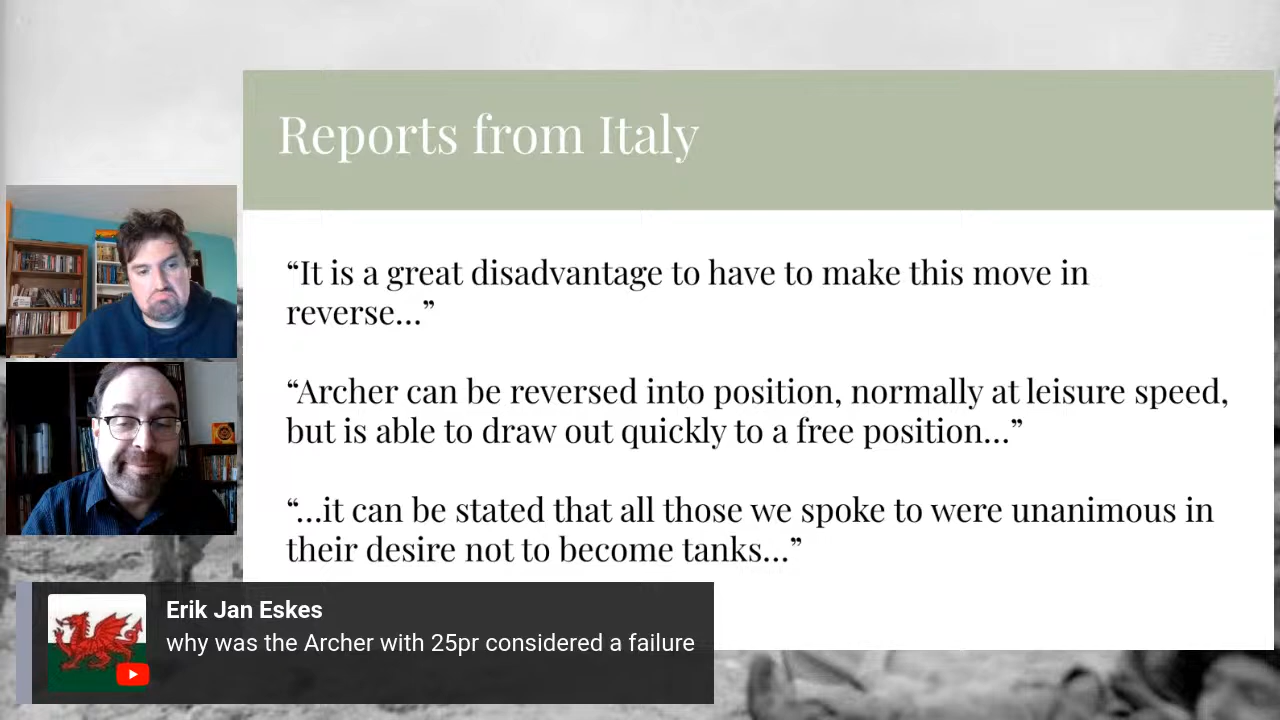 Reports from Italy
“It is a great disadvantage to have to make this move in
reverse…”
“Archer can be reversed into position, normally at leisure speed,
but is able to draw out quickly to a free position…”
“…it can be stated that all those we spoke to were unanimous in
their desire not to become tanks…”
Erik Jan Eskes
why was the Archer with 25pr considered a failure